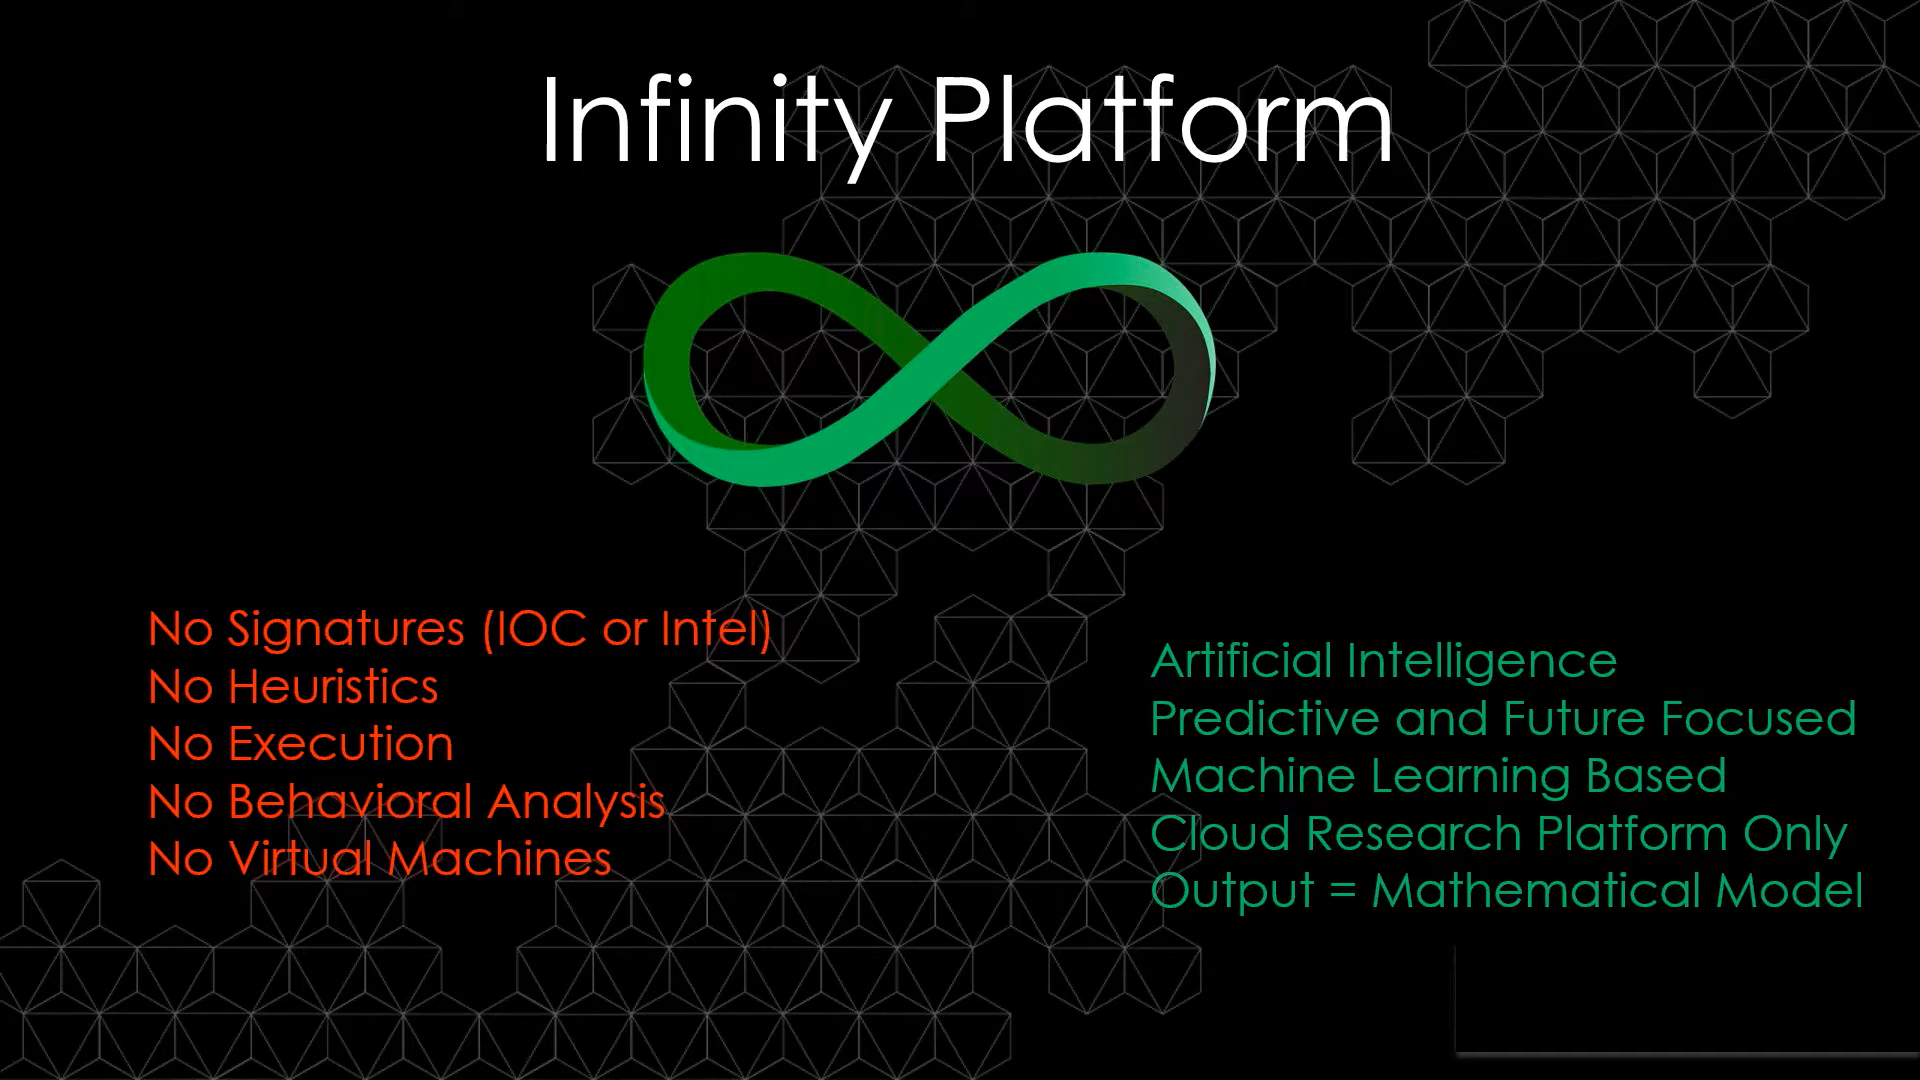 Infinity Platform
No Signatures (IOC or Intel)
No Heuristics
No Execution
No Behavioral Analysis
No Virtual Machines
Artificial Intelligence
Predictive and Future Focused
Machine Learning Based
Cloud Research Platform Only
Output = Mathematical Model